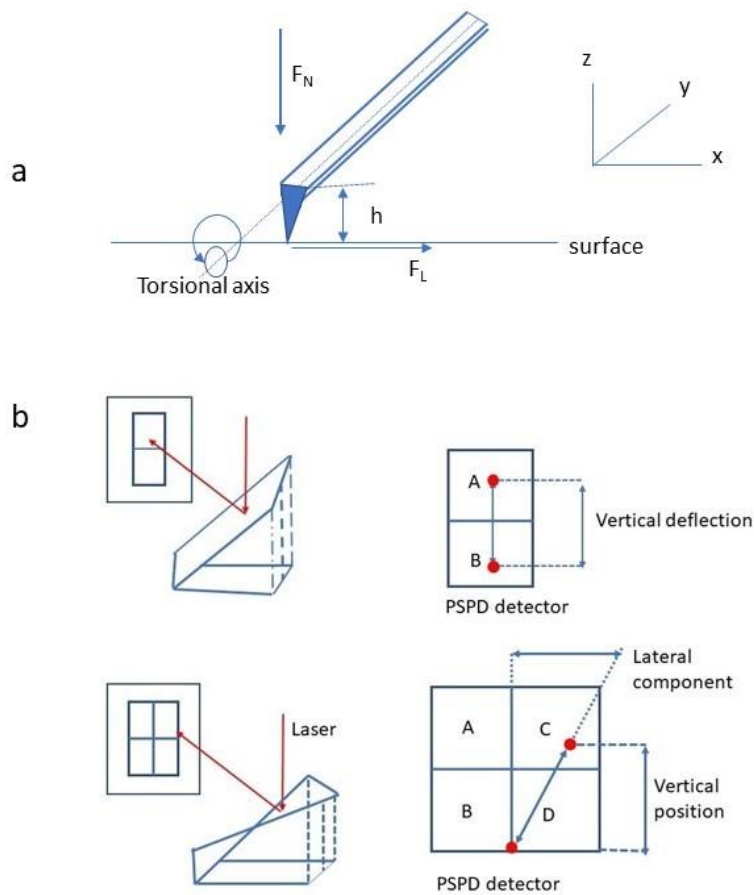 a
F_N
z
y
x
h
surface
F_L
Torsional axis
b
A
B
Vertical deflection
PSPD detector
Laser
Lateral
component
A
C
B
D
Vertical
position
PSPD detector